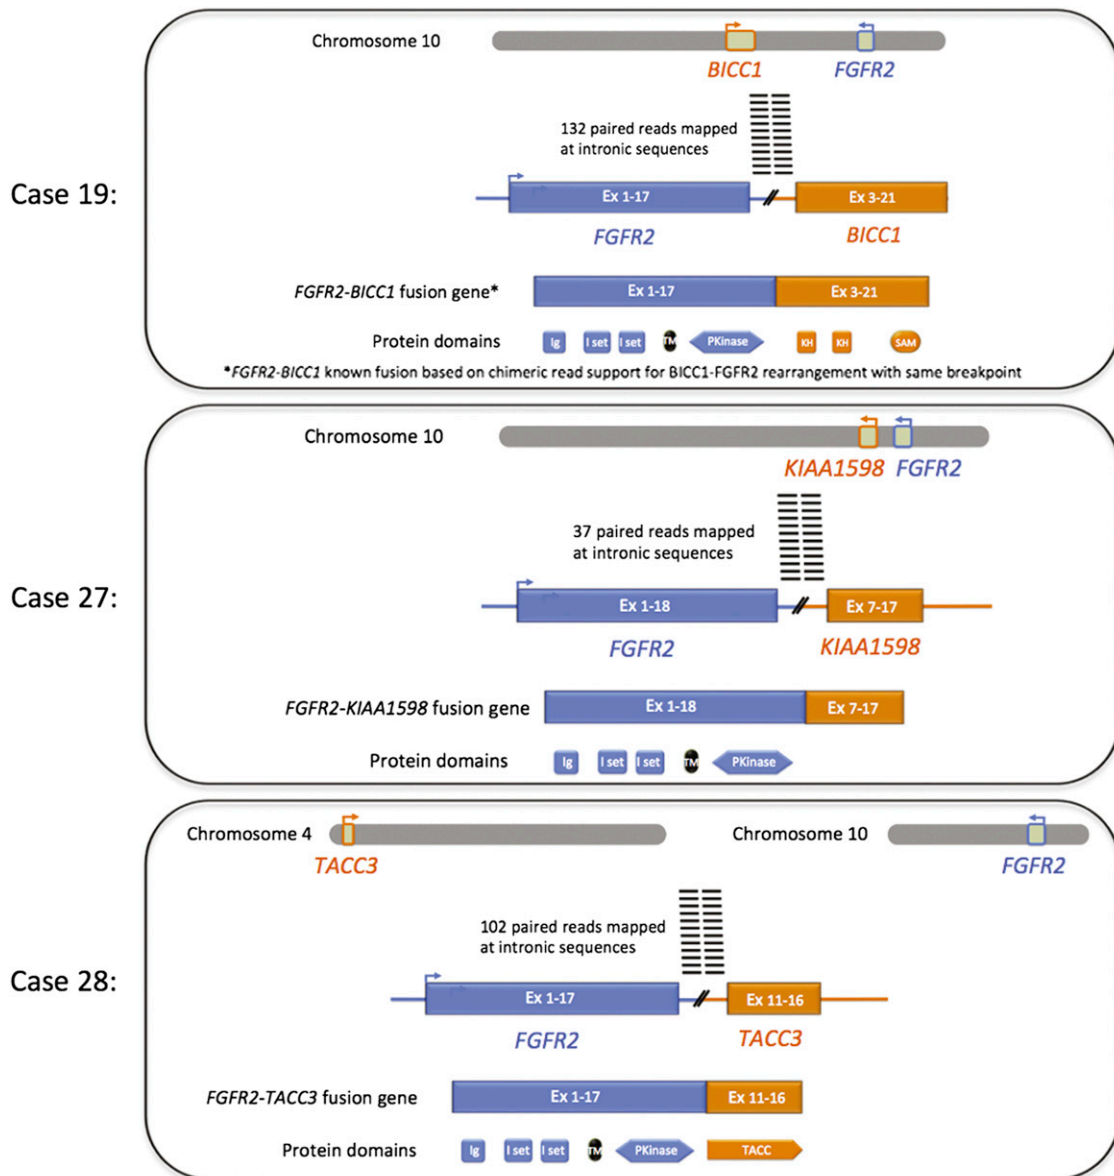 Case 19:
Chromosome 10
BICC1
FGFR2
132 paired reads mapped
at intronic sequences
Ex 1-17
Ex 3-21
FGFR2
BICC1
FGFR2-BICC1 fusion gene*
Ex 1-17
Ex 3-21
Protein domains
Ig
I set
I set
TM
PKinase
KH
KH
SAM
*FGFR2-BICC1 known fusion based on chimeric read support for BICC1-FGFR2 rearrangement with same breakpoint
Case 27:
Chromosome 10
KIAA1598
FGFR2
37 paired reads mapped
at intronic sequences
Ex 1-18
Ex 7-17
FGFR2
KIAA1598
FGFR2-KIAA1598 fusion gene
Ex 1-18
Ex 7-17
Protein domains
Ig
I set
I set
TM
PKinase
Case 28:
Chromosome 4
TACC3
Chromosome 10
FGFR2
102 paired reads mapped
at intronic sequences
Ex 1-17
Ex 11-16
FGFR2
TACC3
FGFR2-TACC3 fusion gene
Ex 1-17
Ex 11-16
Protein domains
Ig
I set
I set
TM
PKinase
TACC